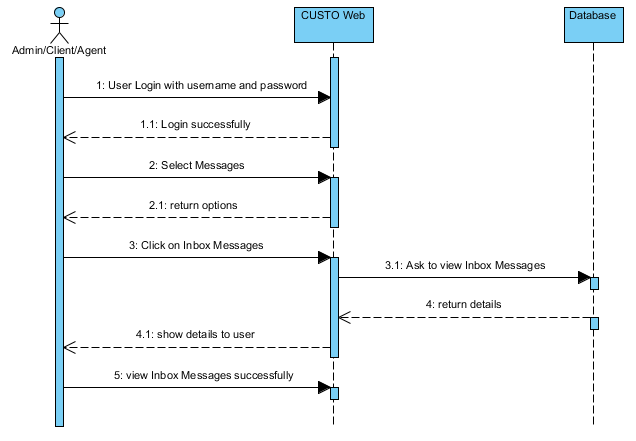 CUSTO Web
Database
Admin/Client/Agent
1: User Login with username and password
1.1: Login successfully
2: Select Messages
2.1: return options
3: Click on Inbox Messages
3.1: Ask to view Inbox Messages
4: return details
4.1: show details to user
5: view Inbox Messages successfully